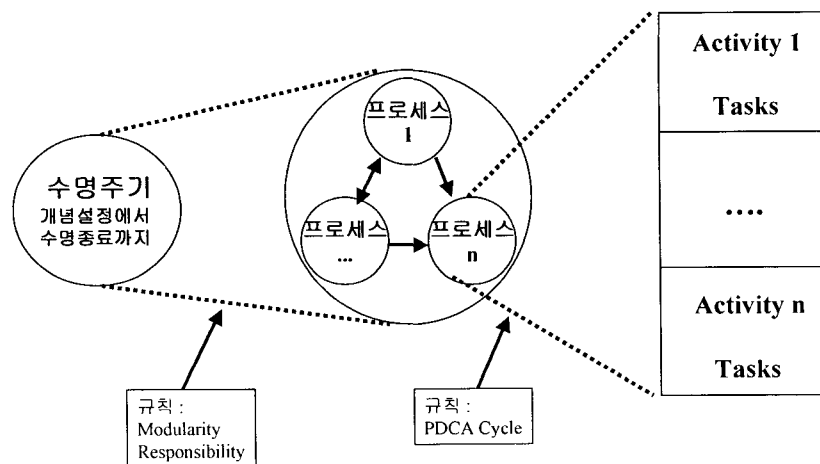 수명주기
개념설정에서
수명종료까지
프로세스
1
프로세스
...
프로세스
n
Activity 1
Tasks
....
Activity n
Tasks
규칙 :
Modularity
Responsibility
규칙 :
PDCA Cycle